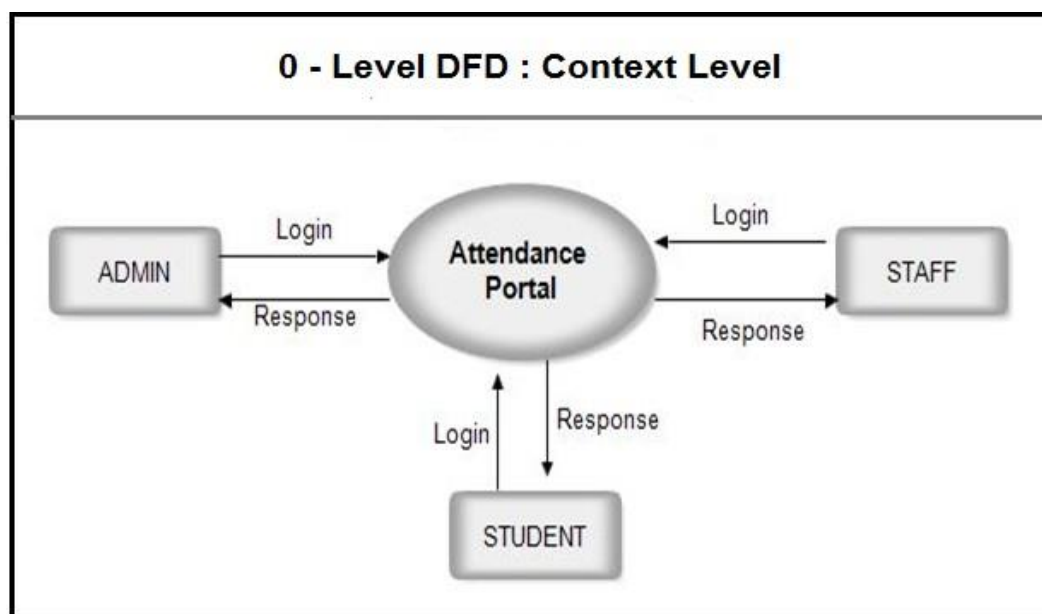 0 - Level DFD : Context Level
Login
Login
ADMIN
Attendance
Portal
STAFF
Response
Response
Login
Response
STUDENT